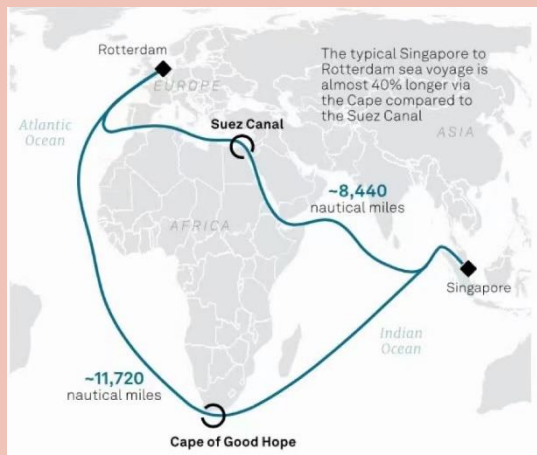 Rotterdam
The typical Singapore to
Rotterdam sea voyage is
almost 40% longer via
the Cape compared to
the Suez Canal
EUROPE
Atlantic
Ocean
Suez Canal
ASIA
~8,440
nautical miles
AFRICA
Singapore
Indian
Ocean
~11,720
nautical miles
Cape of Good Hope